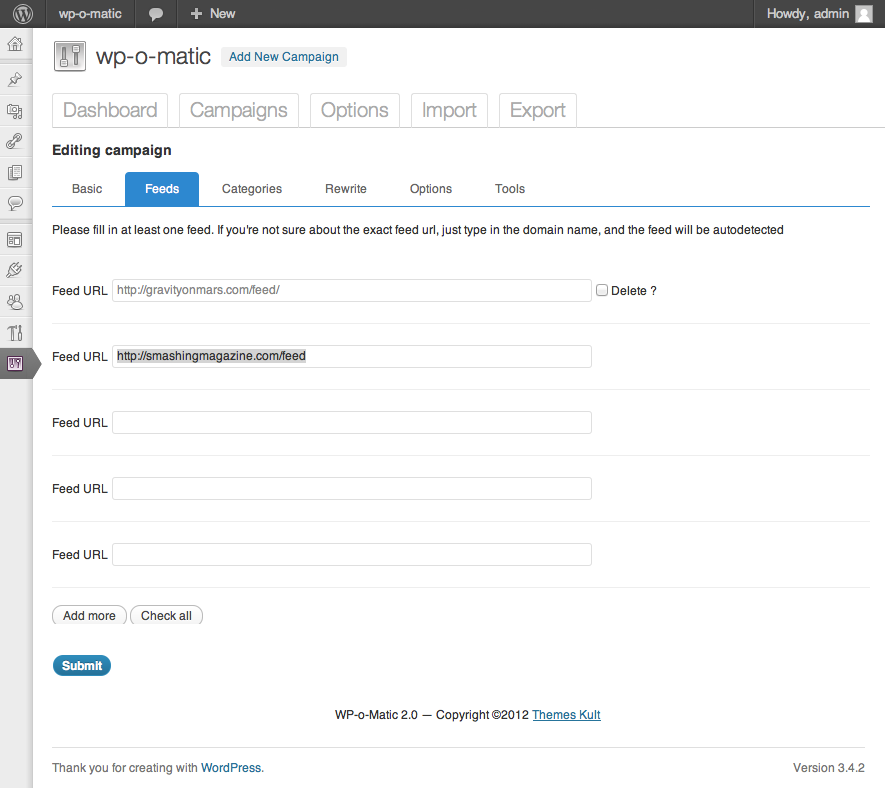 wp-o-matic New Howdy, admin
wp-o-matic Add New Campaign
Dashboard Campaigns Options Import Export
Editing campaign
Basic Feeds Categories Rewrite Options Tools
Please fill in at least one feed. If you're not sure about the exact feed url, just type in the domain name, and the feed will be autodetected
Feed URL http://gravityonmars.com/feed/ Delete ?
Feed URL http://smashingmagazine.com/feed
Feed URL
Feed URL
Feed URL
Add more Check all
Submit
WP-o-Matic 2.0 — Copyright ©2012 Themes Kult
Thank you for creating with WordPress. Version 3.4.2